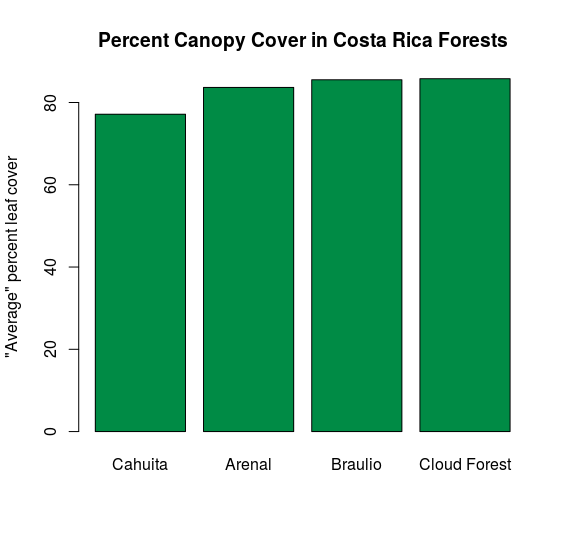 Percent Canopy Cover in Costa Rica Forests
"Average" percent leaf cover
80
60
40
20
0
Cahuita Arenal Braulio Cloud Forest